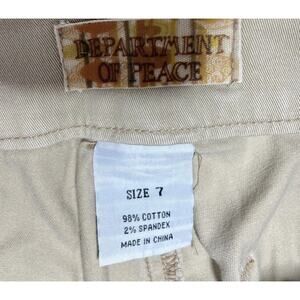 DEPARTMENT
OF PEACE
SIZE 7
98% COTTON
2% SPANDEX
MADE IN CHINA